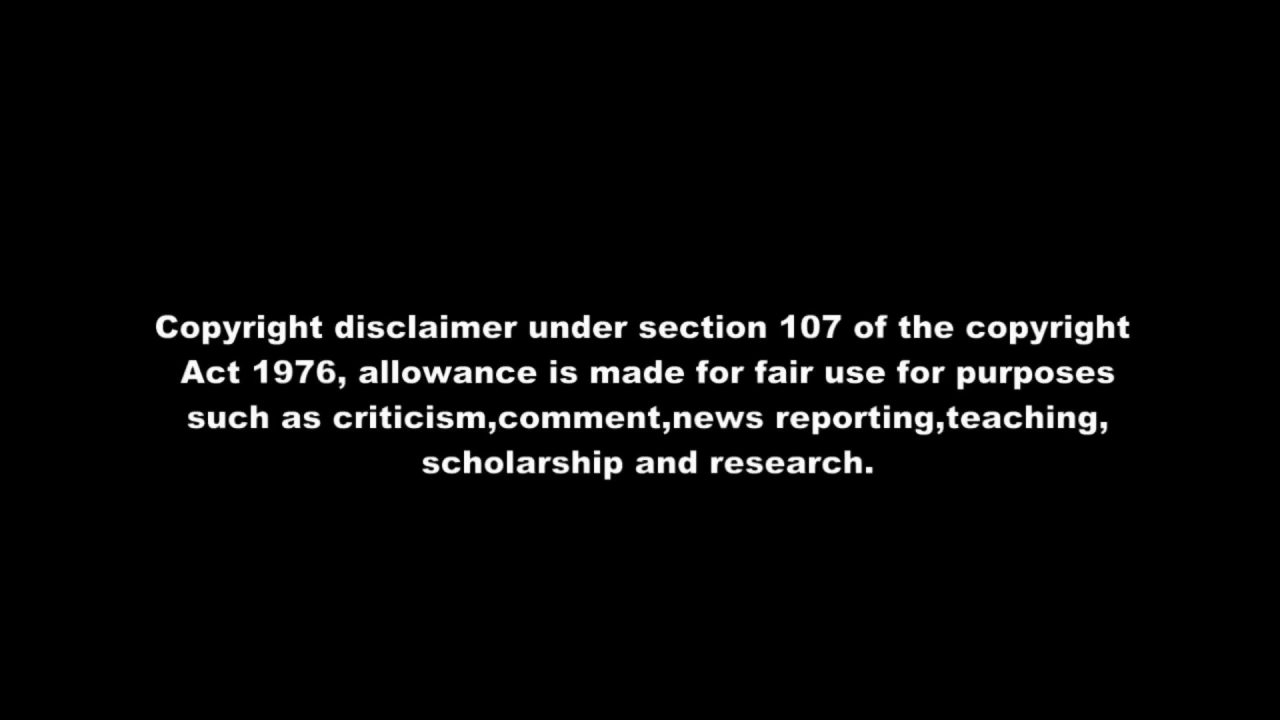 Copyright disclaimer under section 107 of the copyright
Act 1976, allowance is made for fair use for purposes
such as criticism,comment,news reporting,teaching,
scholarship and research.